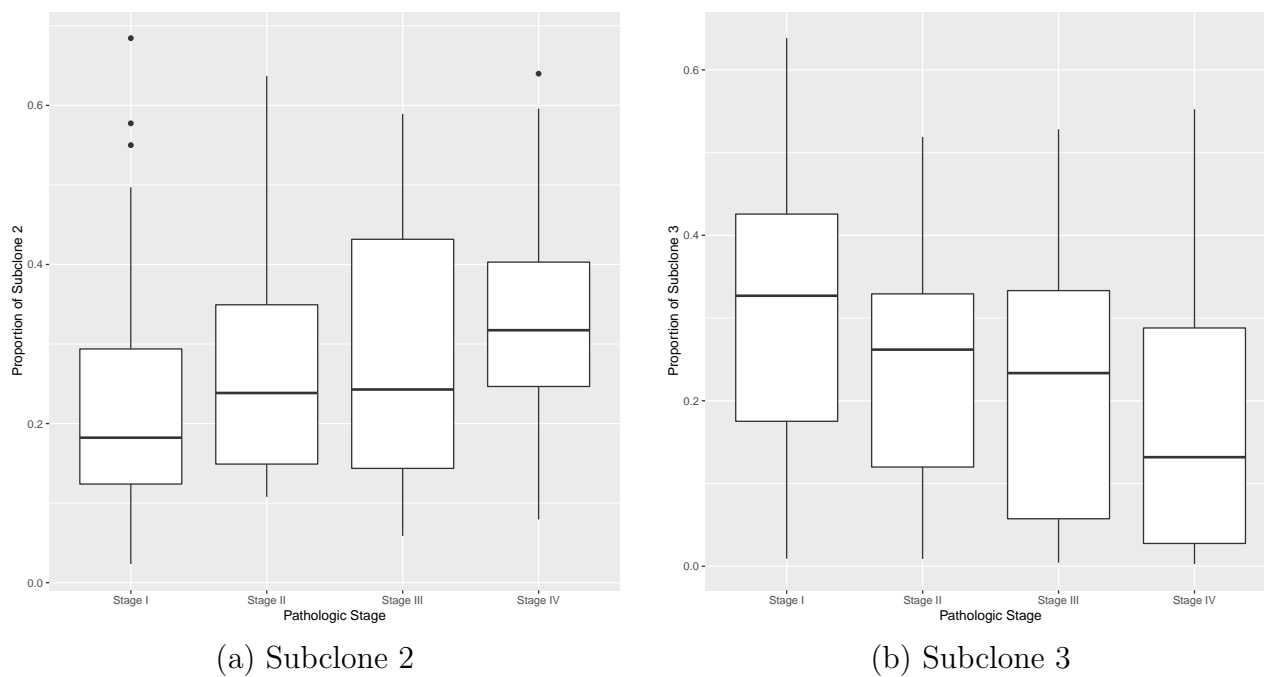 Proportion of Subclone 2
0.6
0.4
0.2
0.0
Stage I Stage II Stage III Stage IV
Pathologic Stage
(a) Subclone 2
Proportion of Subclone 3
0.6
0.4
0.2
0.0
Stage I Stage II Stage III Stage IV
Pathologic Stage
(b) Subclone 3